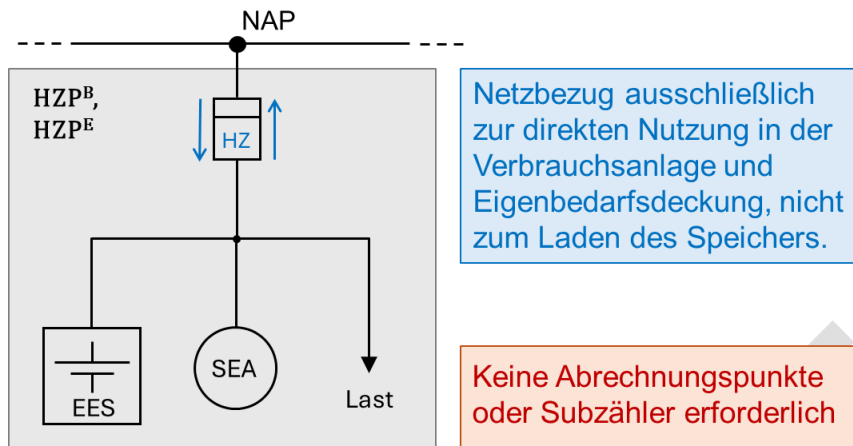 NAP
HZPᴮ,
HZPᴱ
HZ
Netzbezug ausschließlich
zur direkten Nutzung in der
Verbrauchsanlage und
Eigenbedarfsdeckung, nicht
zum Laden des Speichers.
EES
SEA
Last
Keine Abrechnungspunkte
oder Subzähler erforderlich